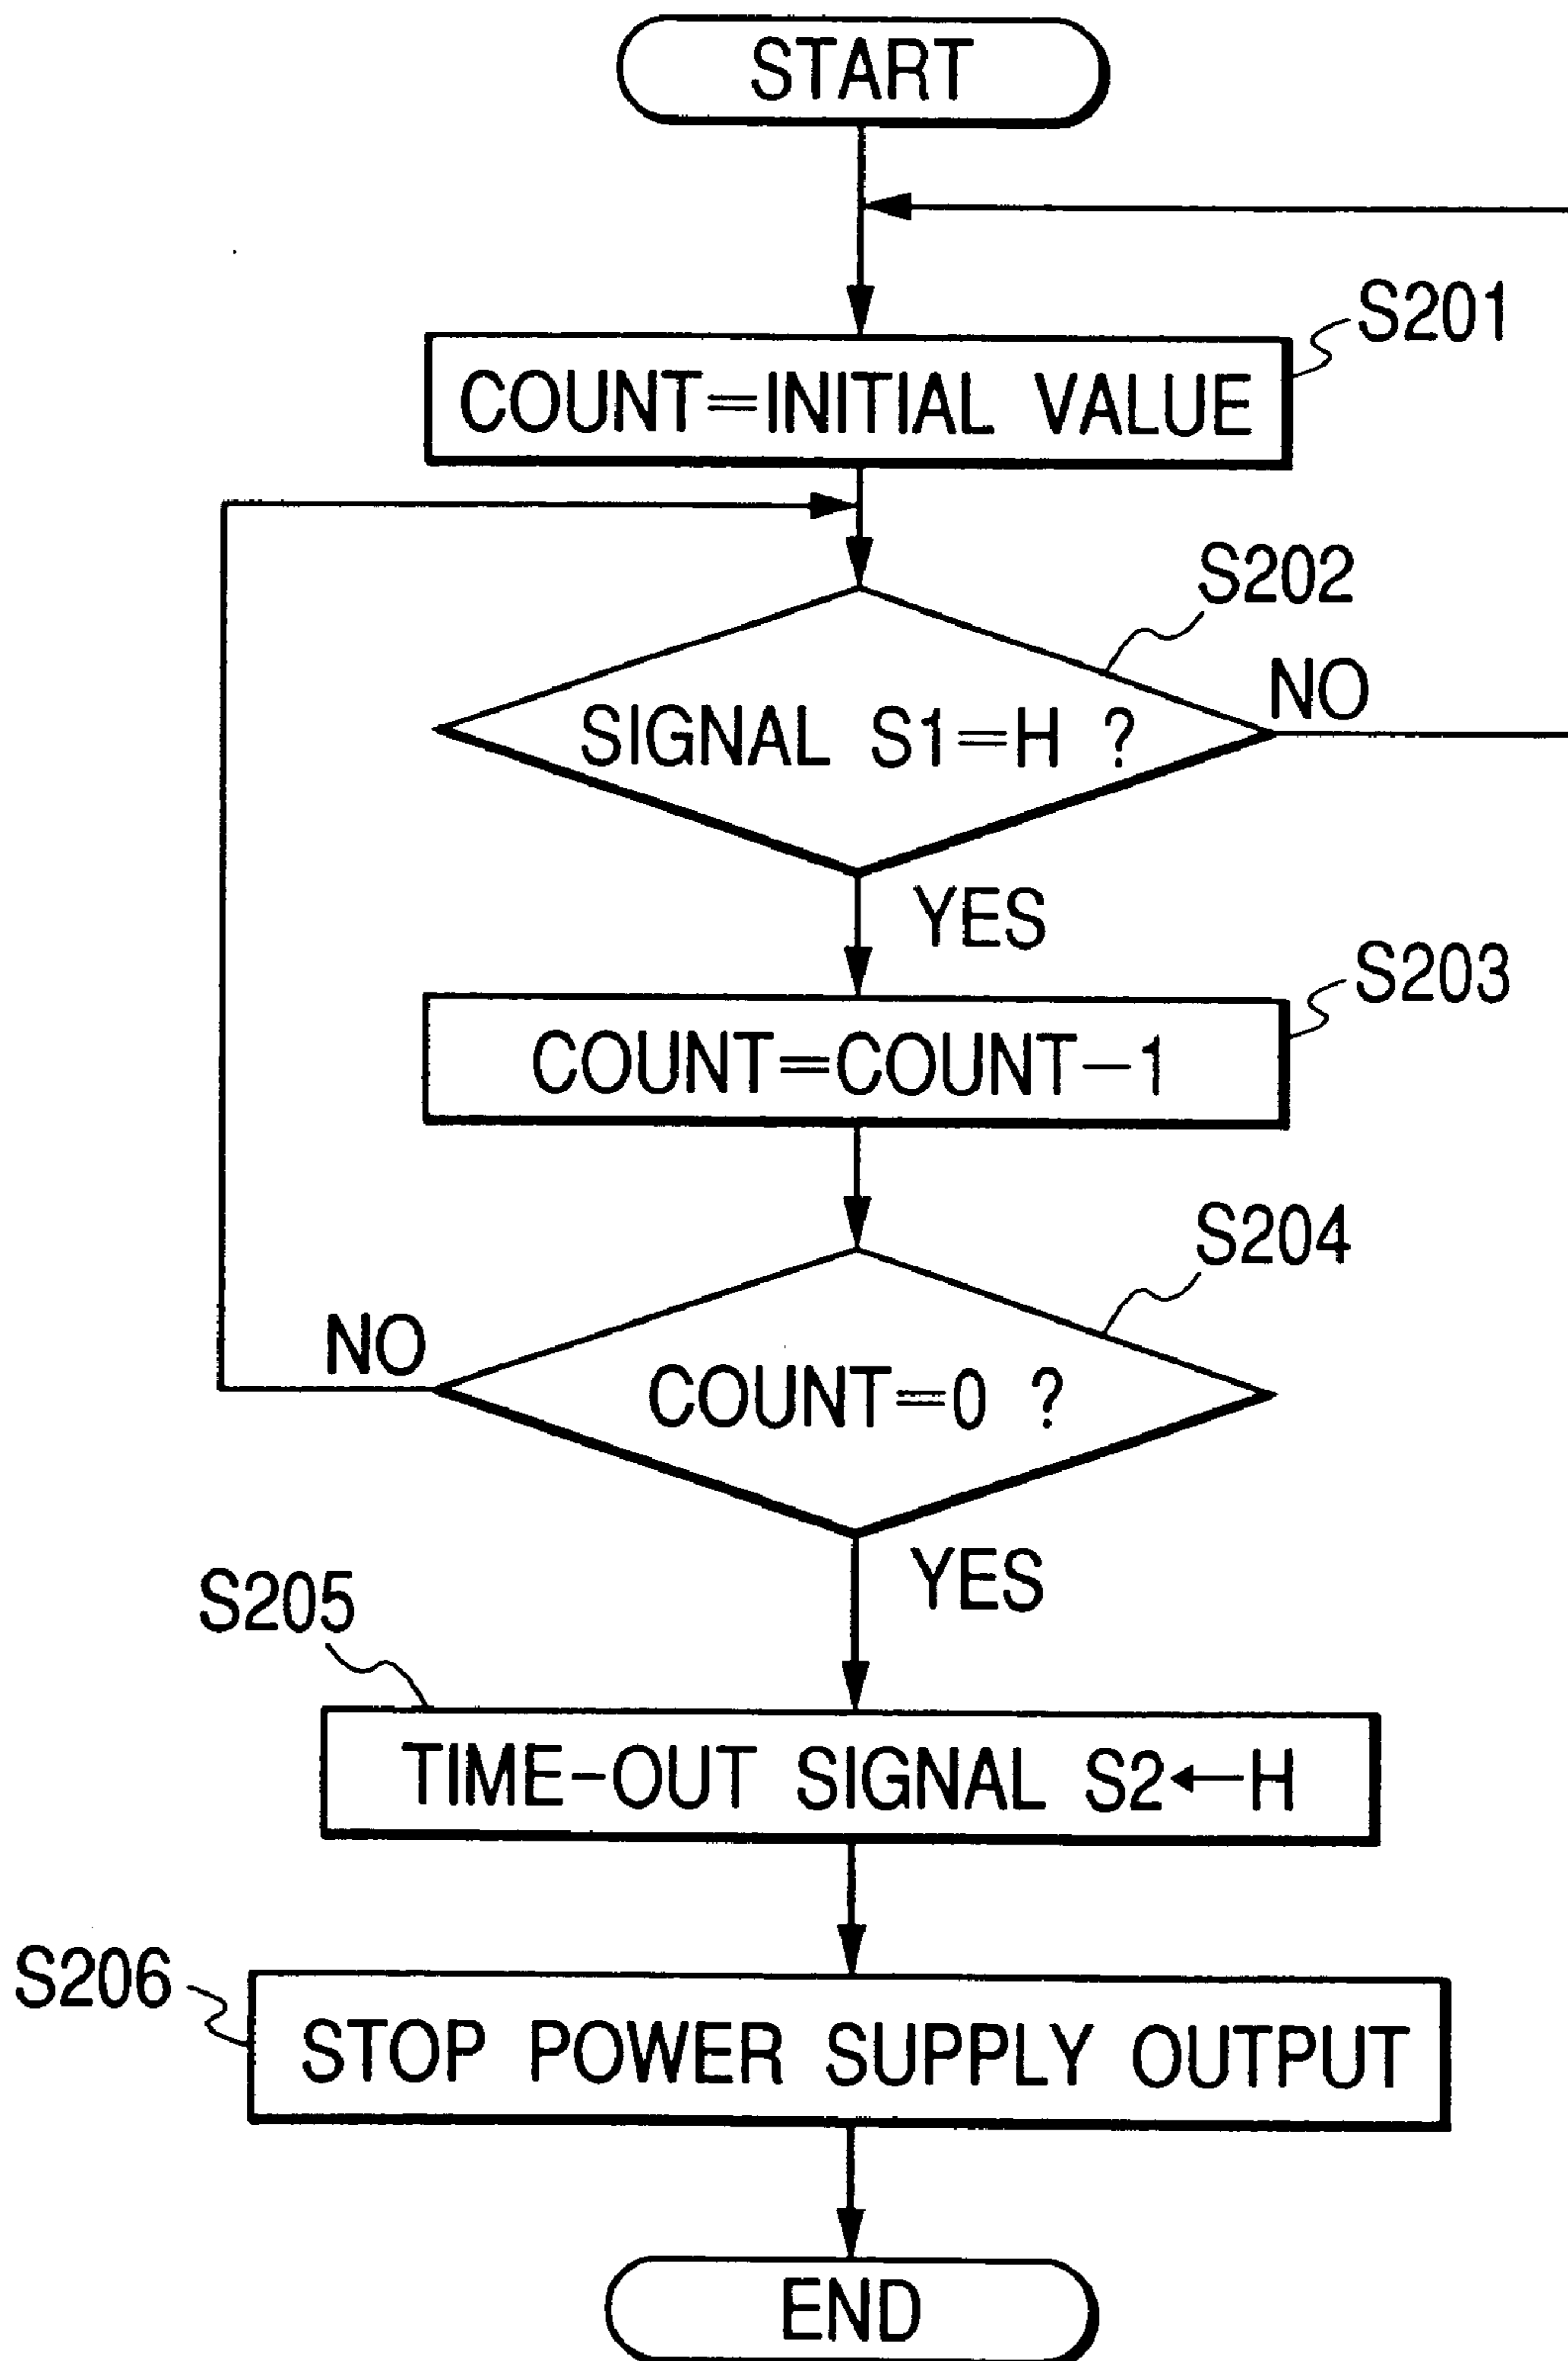 START
S201
COUNT=INITIAL VALUE
S202
NO
SIGNAL S1=H ?
YES
S203
COUNT=COUNT-1
S204
NO
COUNT=0 ?
YES
S205
TIME-OUT SIGNAL S2←H
S206
STOP POWER SUPPLY OUTPUT
END